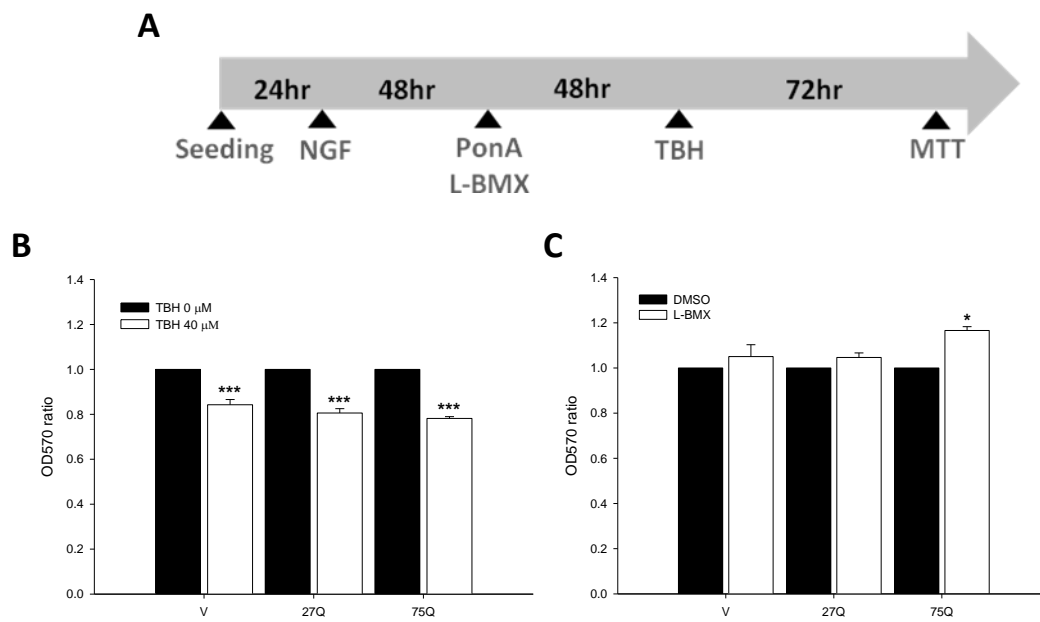 A
24hr 48hr 48hr 72hr
Seeding NGF PonA TBH MTT
L-BMX
B
1.4
1.2
1.0
0.8
0.6
0.4
0.2
0.0
OD570 ratio
TBH 0 μM
TBH 40 μM
*** *** ***
V 27Q 75Q
C
1.4
1.2
1.0
0.8
0.6
0.4
0.2
0.0
OD570 ratio
DMSO
L-BMX
*
V 27Q 75Q